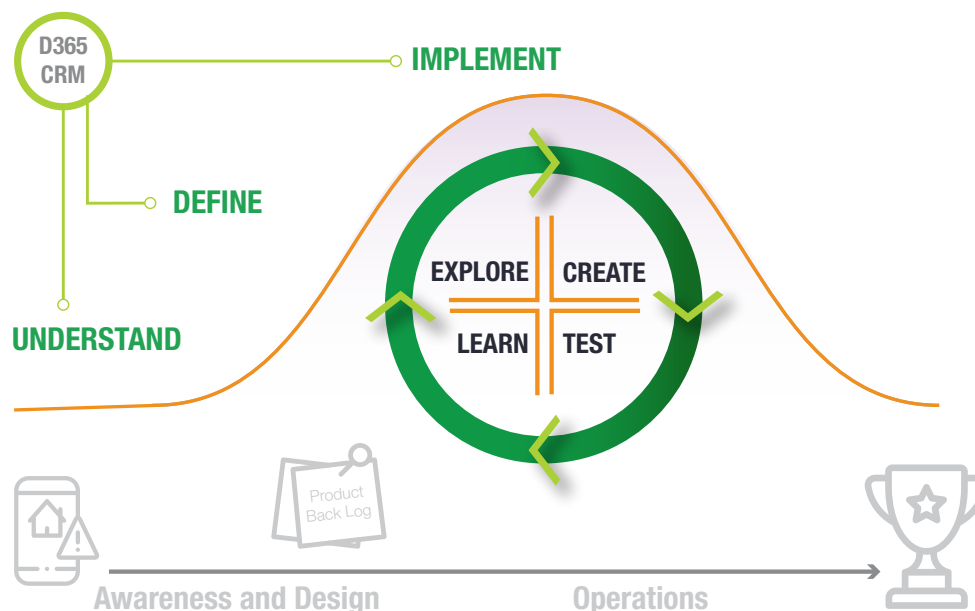 D365
CRM
IMPLEMENT
DEFINE
UNDERSTAND
EXPLORE
CREATE
LEARN
TEST
Product
Back Log
Awareness and Design
Operations